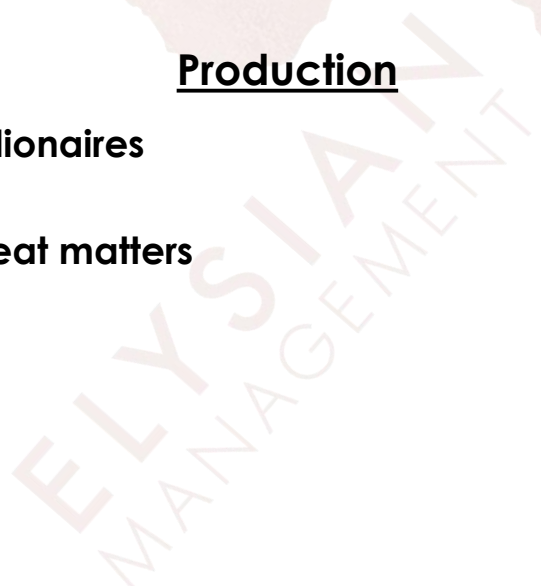 Production
lionaires
eat matters
ELYSIAN
MANAGEMENT